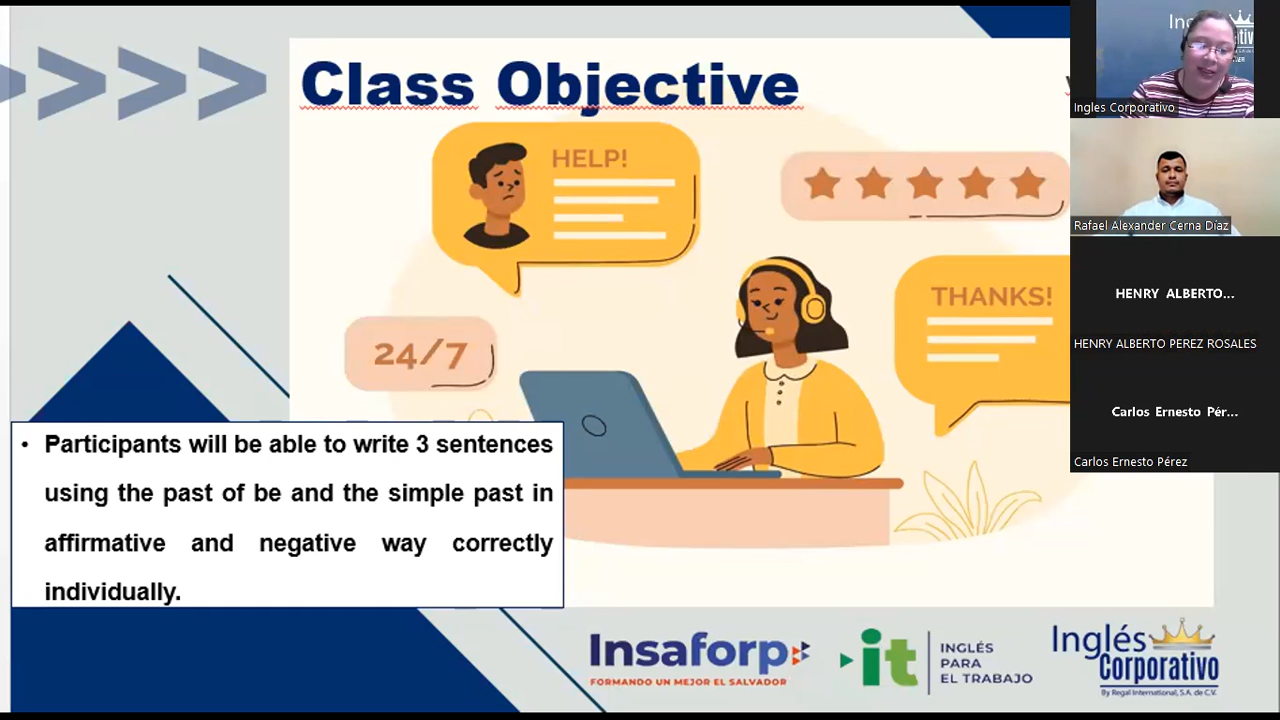 Class Objective
HELP!
24/7
THANKS!
• Participants will be able to write 3 sentences
using the past of be and the simple past in
affirmative and negative way correctly
individually.
Insaforp
FORMANDO UN MEJOR EL SALVADOR
it
INGLÉS
PARA
EL TRABAJO
Inglés
Corporativo
By Regal International, S.A. de C.V.
Ingles Corporativo
Rafael Alexander Cerna Díaz
HENRY ALBERTO...
HENRY ALBERTO PEREZ ROSALES
Carlos Ernesto Pér...
Carlos Ernesto Pérez